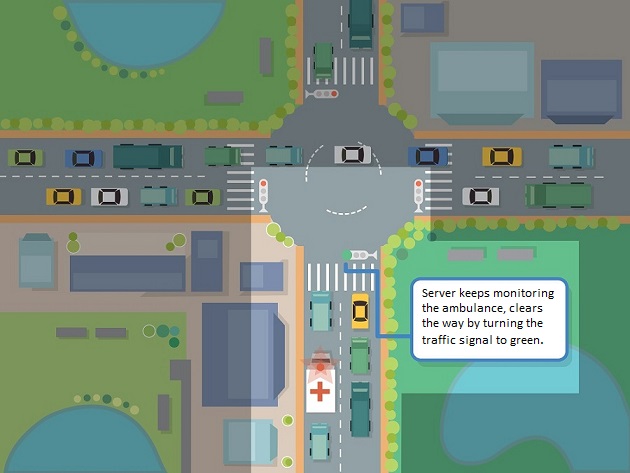 Server keeps monitoring
the ambulance, clears
the way by turning the
traffic signal to green.